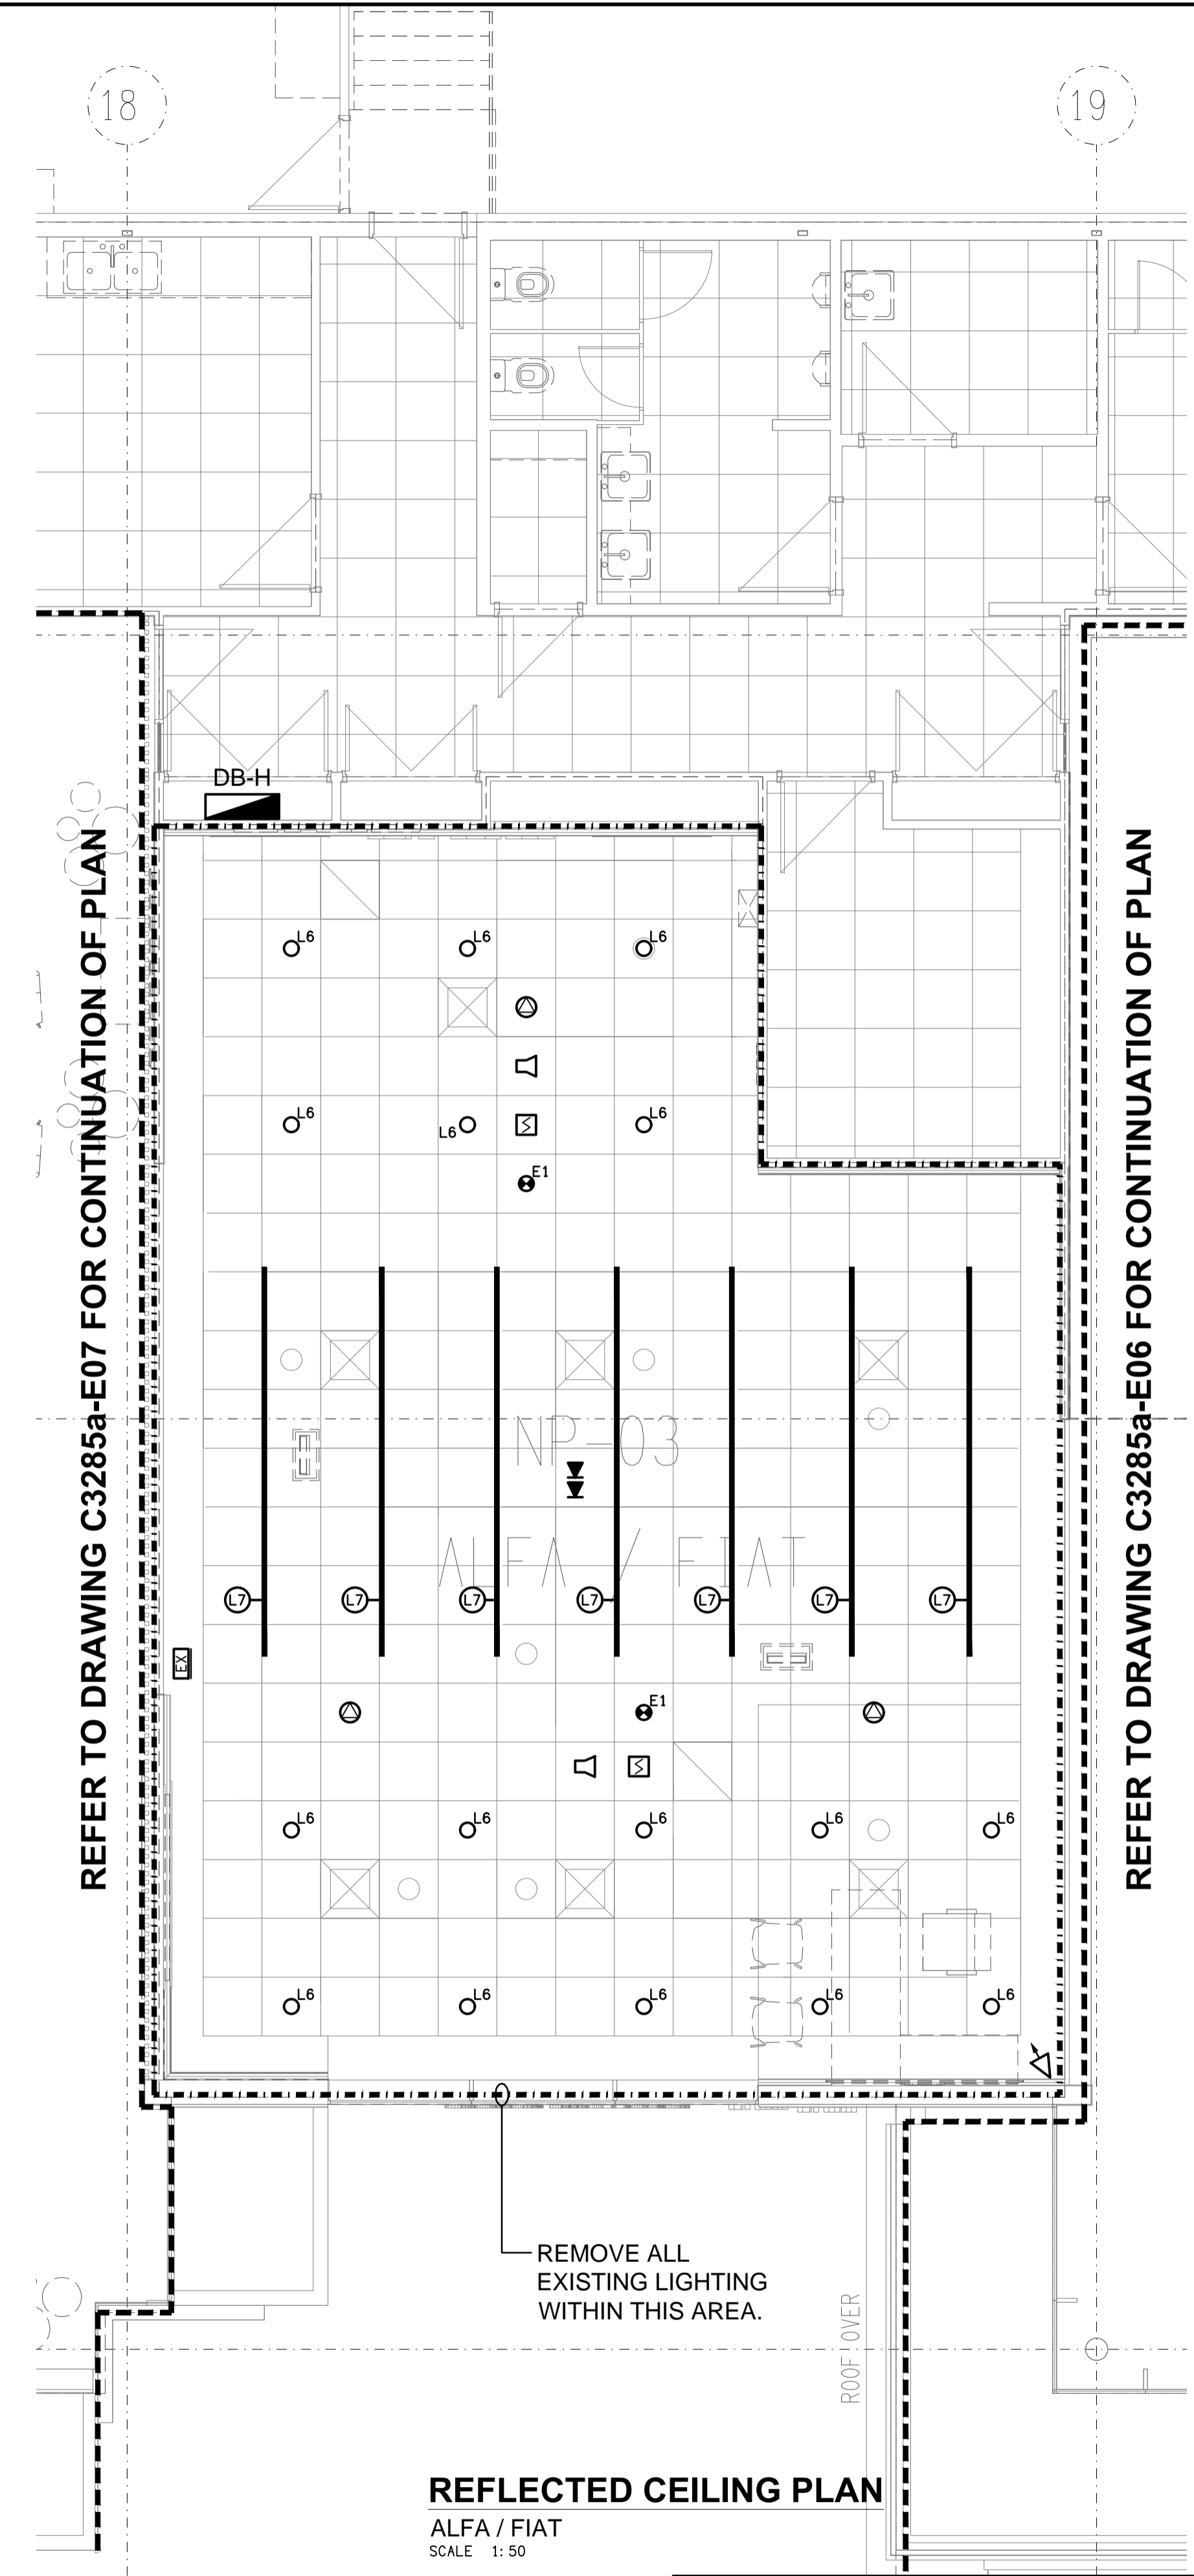 18
19
DB-H
REFER TO DRAWING C3285a-E07 FOR CONTINUATION OF PLAN
REFER TO DRAWING C3285a-E06 FOR CONTINUATION OF PLAN
L6
L6
L6
L6
L6
L6
E1
NP-03
ALFA / FIAT
L7
L7
L7
L7
L7
L7
L7
EX
E1
L6
L6
L6
L6
L6
L6
L6
L6
L6
L6
REMOVE ALL
EXISTING LIGHTING
WITHIN THIS AREA.
ROOF OVER
REFLECTED CEILING PLAN
ALFA / FIAT
SCALE 1:50